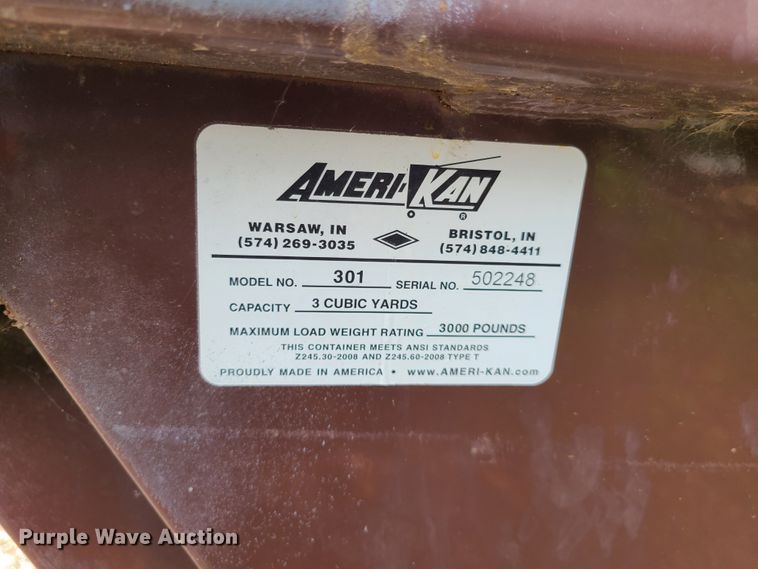 AMERI-KAN ®
WARSAW, IN
(574) 269-3035
BRISTOL, IN
(574) 848-4411
MODEL NO. 301 SERIAL NO. 502248
CAPACITY 3 CUBIC YARDS
MAXIMUM LOAD WEIGHT RATING 3000 POUNDS
THIS CONTAINER MEETS ANSI STANDARDS
Z245.30-2008 AND Z245.60-2008 TYPE T
PROUDLY MADE IN AMERICA • www.AMERI-KAN.com
Purple Wave Auction®